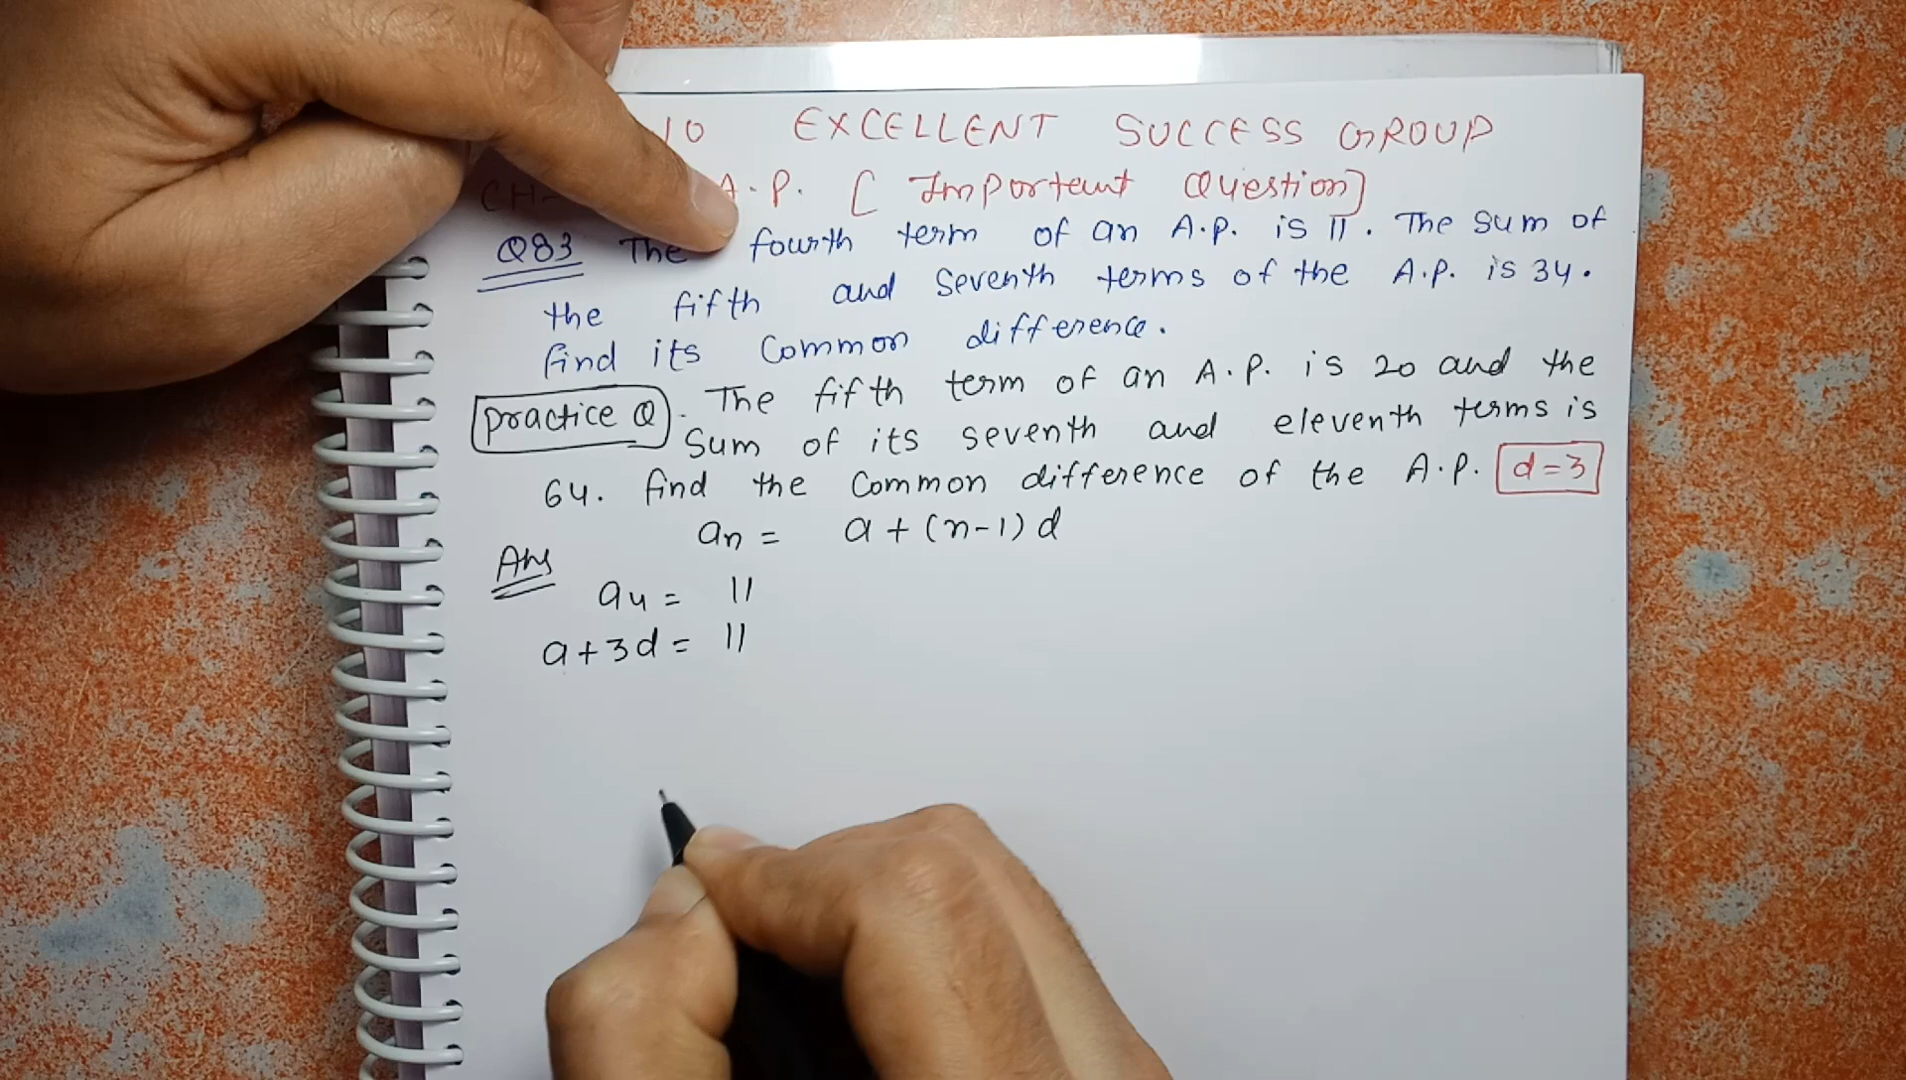 10 EXCELLENT SUCCESS GROUP
CH- A.P. [ Important Question]
Q83 The fourth term of an A.P. is 11. The sum of
the fifth and seventh terms of the A.P. is 34.
find its common difference.
practice Q. The fifth term of an A.P. is 20 and the
Sum of its seventh and eleventh terms is
64. find the common difference of the A.P. d=3
an = a + (n-1) d
Ans
a4 = 11
a+3d = 11